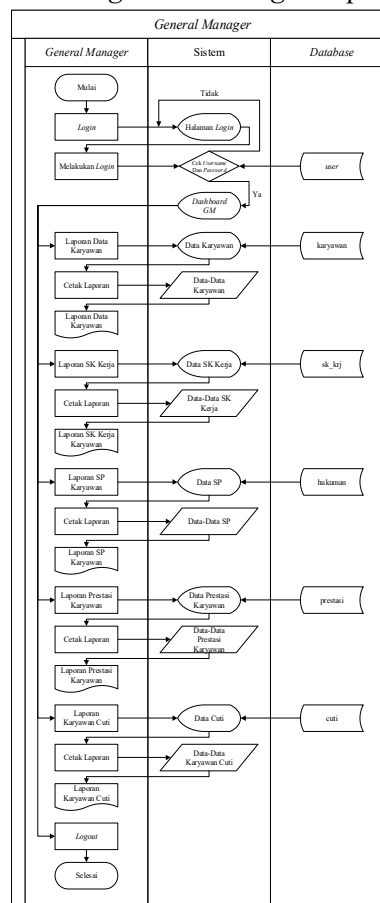 General Manager
General Manager
Sistem
Database
Mulai
Tidak
Login
Halaman Login
Melakukan Login
Cek Username
Dan Password
user
Ya
Dashboard
GM
Laporan Data
Karyawan
Data Karyawan
karyawan
Cetak Laporan
Data-Data
Karyawan
Laporan Data
Karyawan
Laporan SK Kerja
Data SK Kerja
sk_krj
Cetak Laporan
Data-Data SK
Kerja
Laporan SK Kerja
Karyawan
Laporan SP
Karyawan
Data SP
hukuman
Cetak Laporan
Data-Data SP
Laporan SP
Karyawan
Laporan Prestasi
Karyawan
Data Prestasi
Karyawan
prestasi
Cetak Laporan
Data-Data
Prestasi
Karyawan
Laporan Prestasi
Karyawan
Laporan
Karyawan Cuti
Data Cuti
cuti
Cetak Laporan
Data-Data
Karyawan Cuti
Laporan
Karyawan Cuti
Logout
Selesai